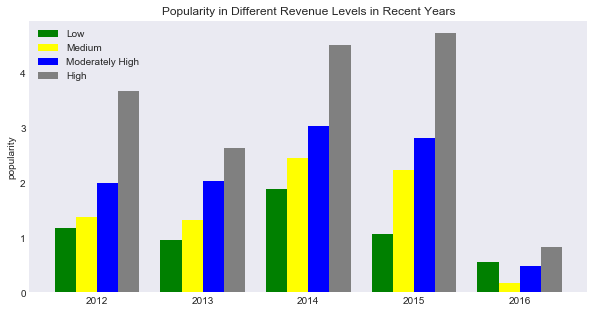 Popularity in Different Revenue Levels in Recent Years
Low
Medium
Moderately High
High
popularity
4
3
2
1
0
2012 2013 2014 2015 2016